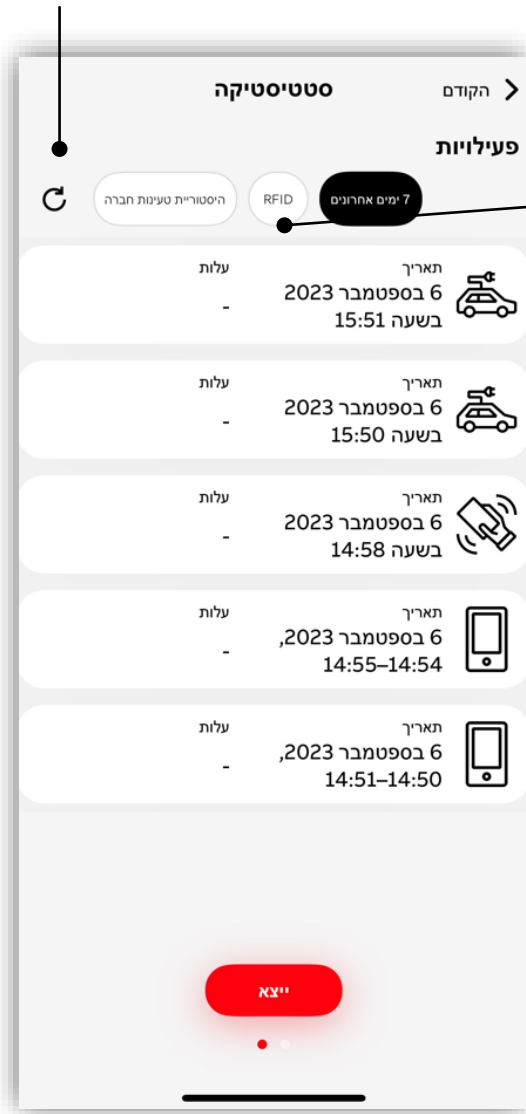 הקודם
סטטיסטיקה
פעילויות
7 ימים אחרונים
RFID
היסטוריית טעינות חברה
תאריך
6 בספטמבר 2023
בשעה 15:51
עלות
-
תאריך
6 בספטמבר 2023
בשעה 15:50
עלות
-
תאריך
6 בספטמבר 2023
בשעה 14:58
עלות
-
תאריך
6 בספטמבר 2023,
14:55–14:54
עלות
-
תאריך
6 בספטמבר 2023,
14:51–14:50
עלות
-
ייצא